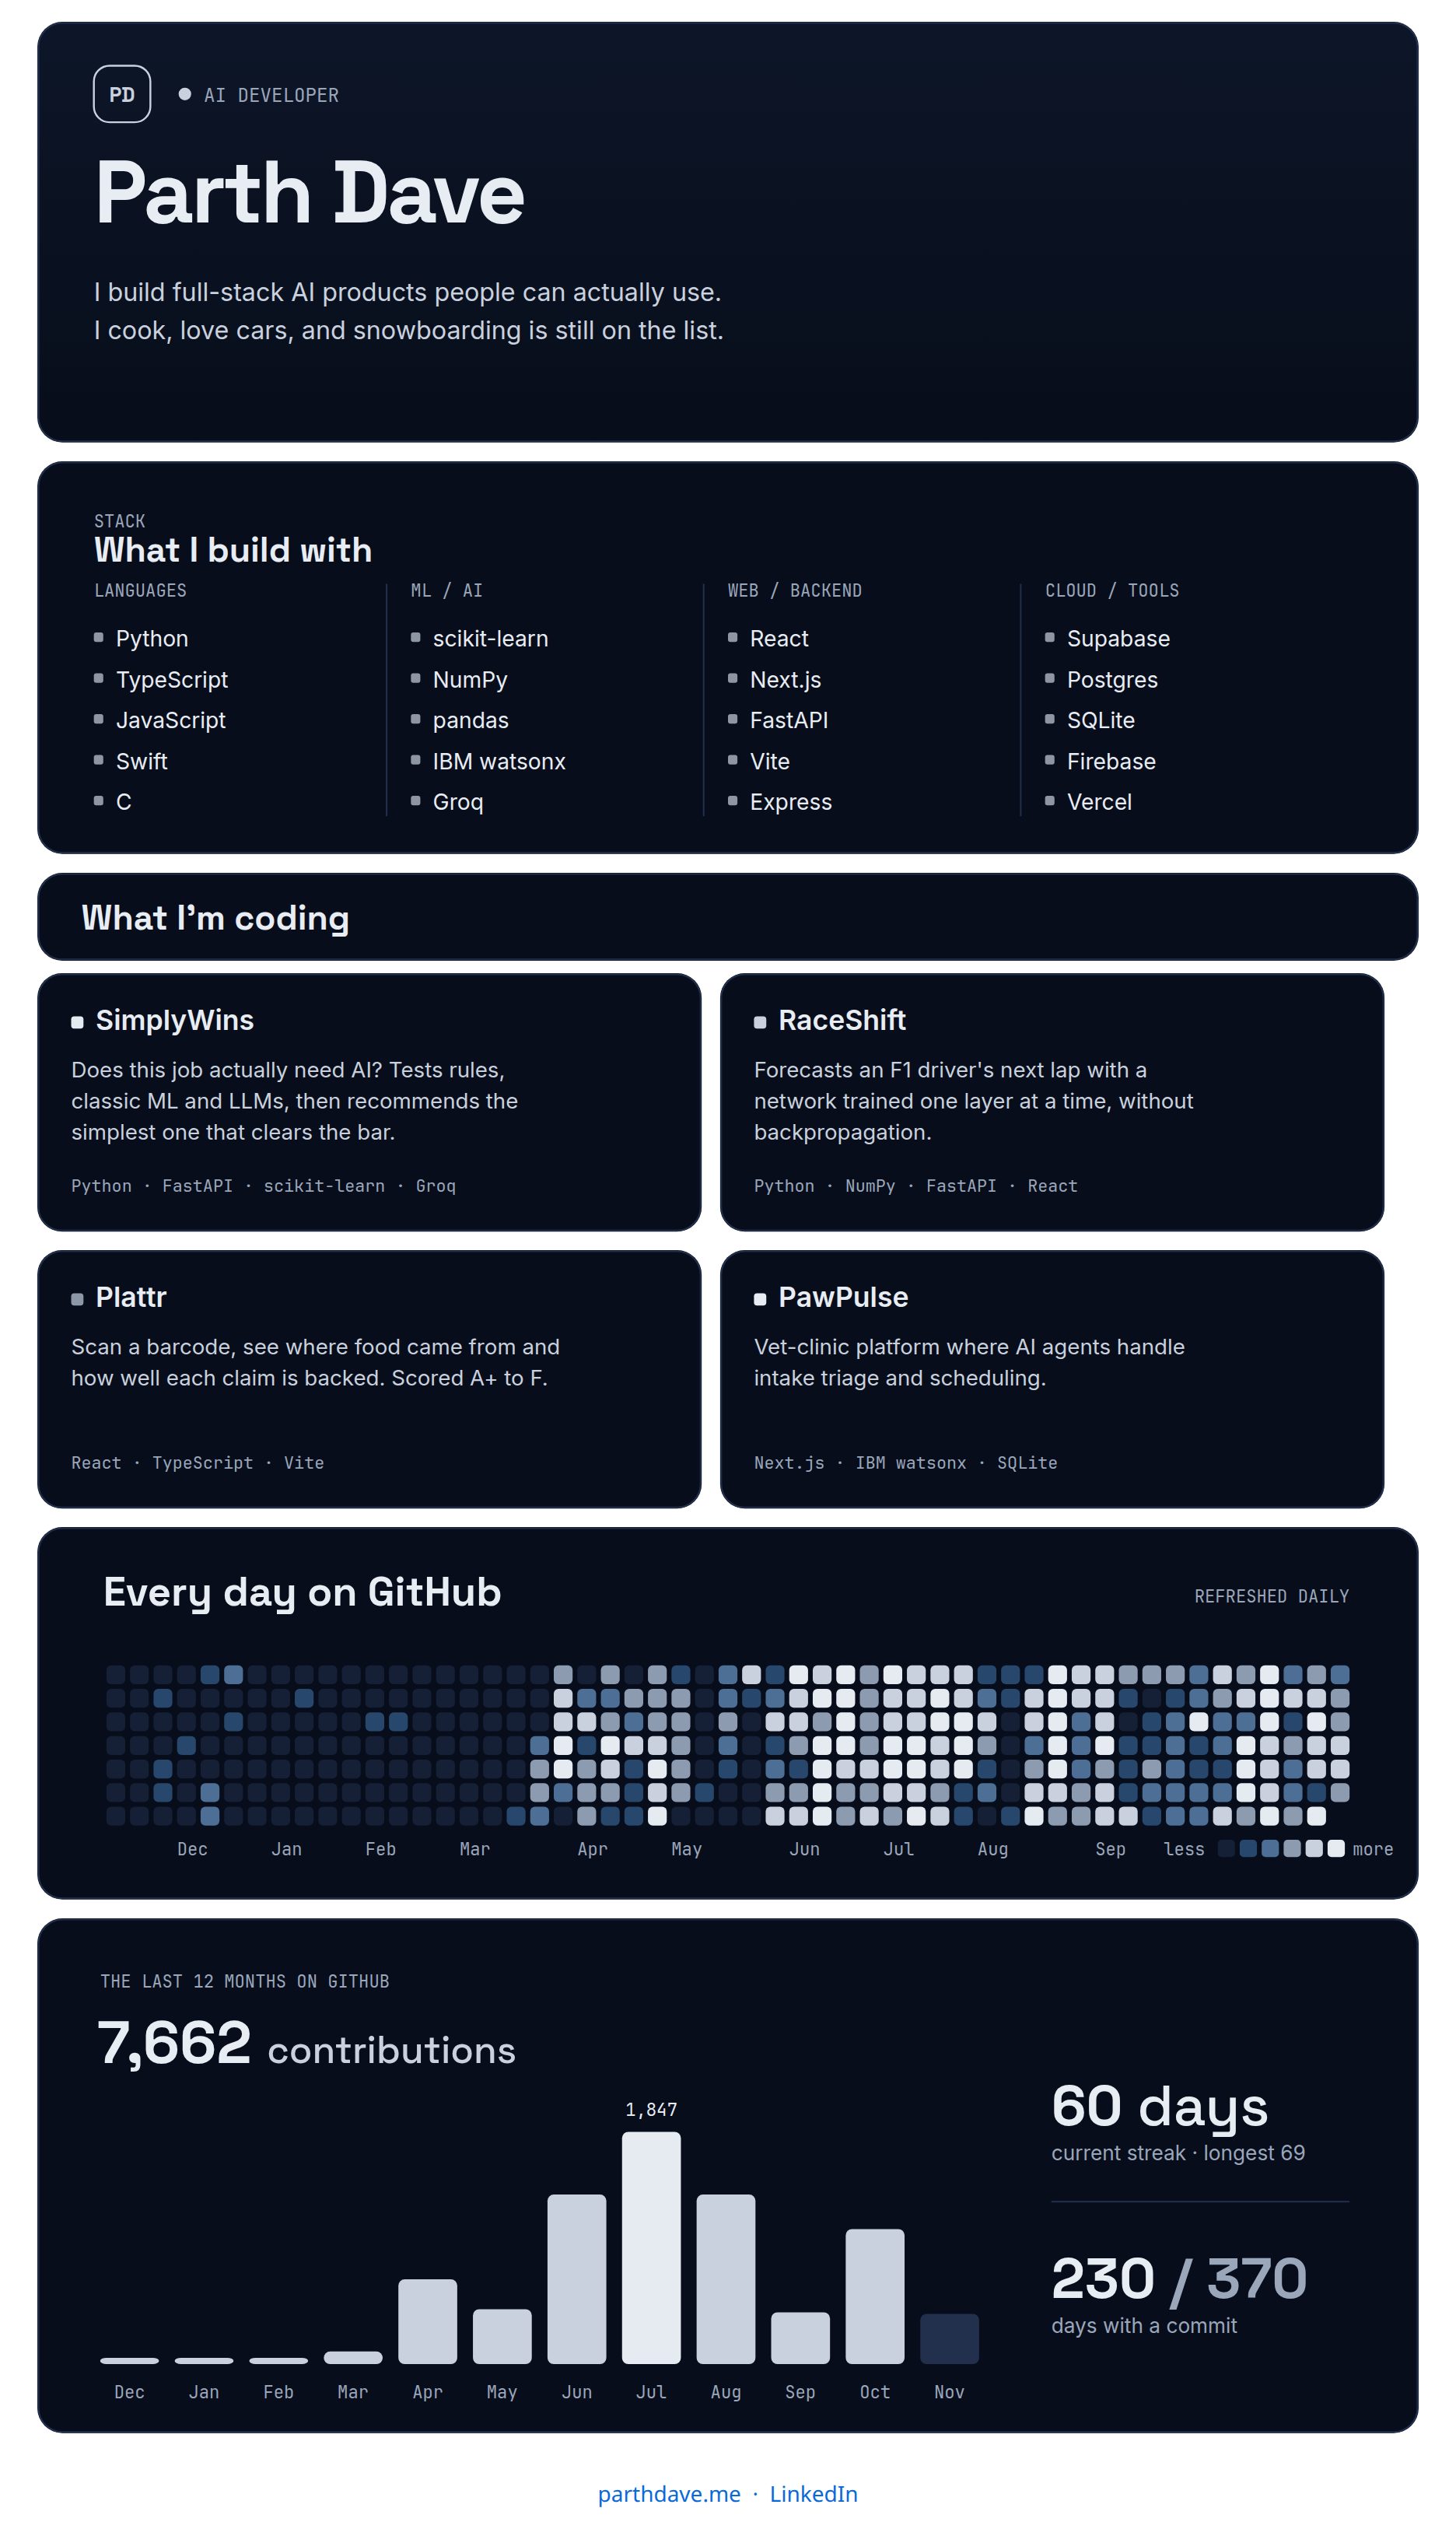 PD
AI DEVELOPER
Parth Dave
I build full-stack AI products people can actually use.
I cook, love cars, and snowboarding is still on the list.
STACK
What I build with
LANGUAGES
Python
TypeScript
JavaScript
Swift
C
ML / AI
scikit-learn
NumPy
pandas
IBM watsonx
Groq
WEB / BACKEND
React
Next.js
FastAPI
Vite
Express
CLOUD / TOOLS
Supabase
Postgres
SQLite
Firebase
Vercel
What I’m coding
SimplyWins
Does this job actually need AI? Tests rules,
classic ML and LLMs, then recommends the
simplest one that clears the bar.
Python · FastAPI · scikit-learn · Groq
RaceShift
Forecasts an F1 driver's next lap with a
network trained one layer at a time, without
backpropagation.
Python · NumPy · FastAPI · React
Plattr
Scan a barcode, see where food came from and
how well each claim is backed. Scored A+ to F.
React · TypeScript · Vite
PawPulse
Vet-clinic platform where AI agents handle
intake triage and scheduling.
Next.js · IBM watsonx · SQLite
Every day on GitHub
REFRESHED DAILY
Dec Jan Feb Mar Apr May Jun Jul Aug Sep less more
THE LAST 12 MONTHS ON GITHUB
7,662 contributions
1,847
Dec Jan Feb Mar Apr May Jun Jul Aug Sep Oct Nov
60 days
current streak · longest 69
230 / 370
days with a commit
parthdave.me · LinkedIn